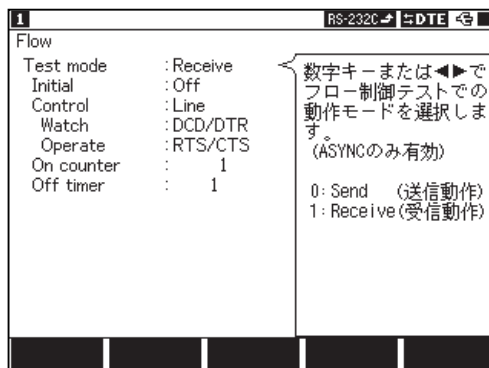 1 RS-232C DTE
Flow
Test mode :Receive
Initial :Off
Control :Line
Watch :DCD/DTR
Operate :RTS/CTS
On counter : 1
Off timer : 1
数字キーまたは◀▶で
フロー制御テストでの
動作モードを選択しま
す。
(ASYNCのみ有効)
0: Send (送信動作)
1: Receive(受信動作)